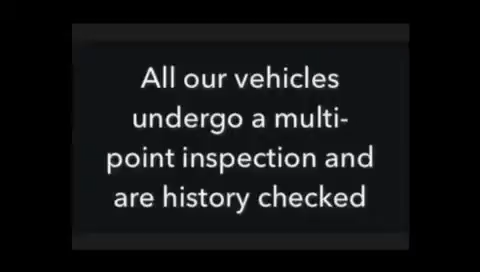 All our vehicles
undergo a multi-
point inspection and
are history checked